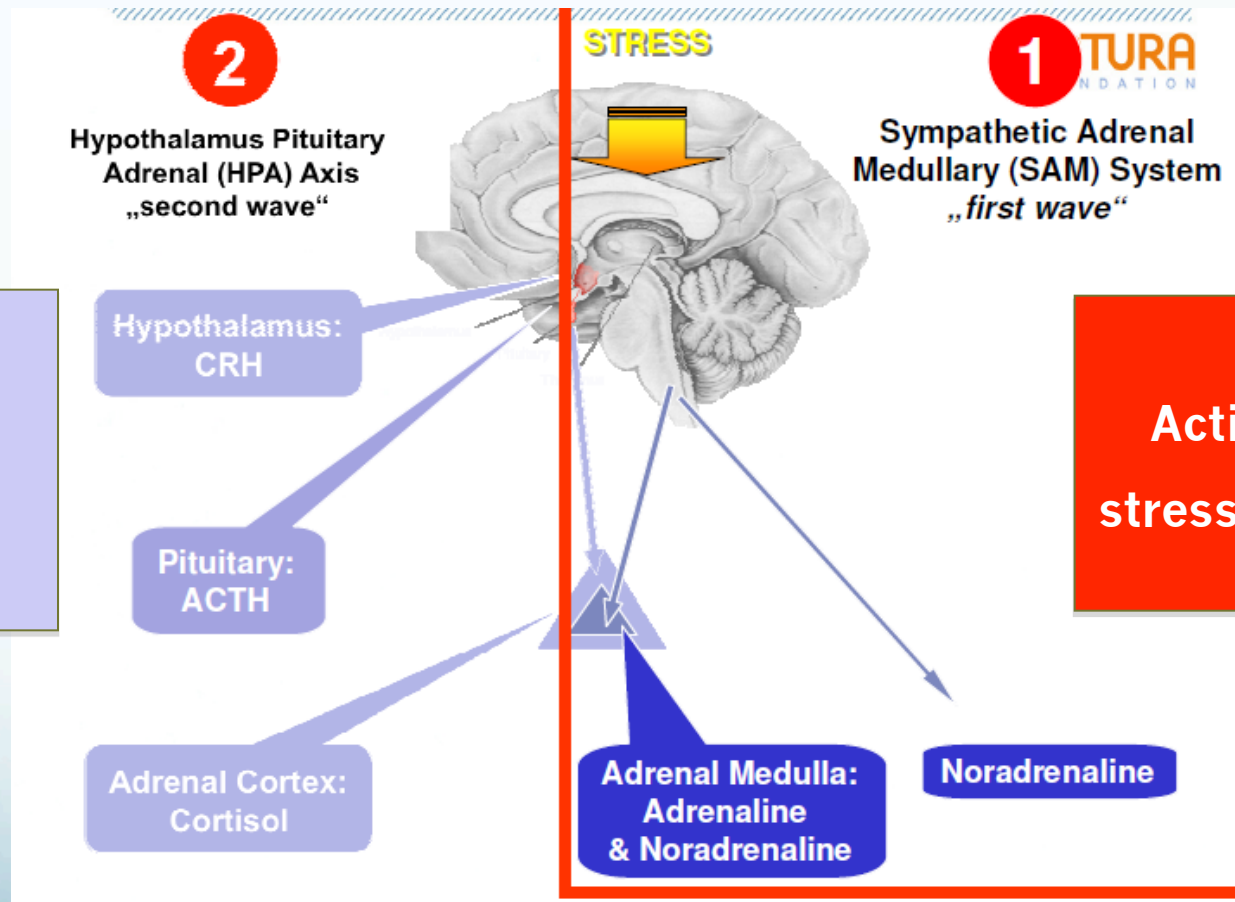 2
Hypothalamus Pituitary
Adrenal (HPA) Axis
„second wave“
STRESS
1
TURA
NDATION
Sympathetic Adrenal
Medullary (SAM) System
„first wave“
Hypothalamus:
CRH
Pituitary:
ACTH
Adrenal Cortex:
Cortisol
Adrenal Medulla:
Adrenaline
& Noradrenaline
Noradrenaline
Acti
stress